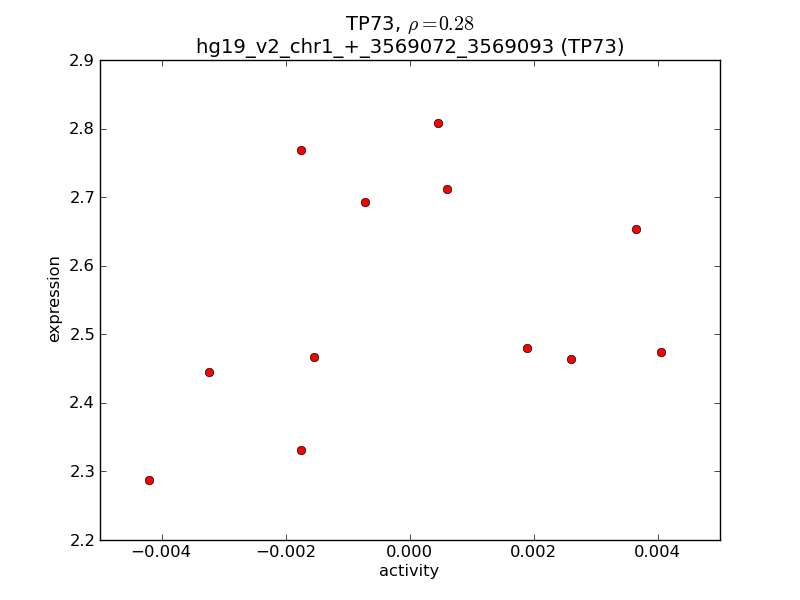 TP73, ρ=0.28
hg19_v2_chr1_+_3569072_3569093 (TP73)
2.9
2.8
2.7
2.6
2.5
2.4
2.3
2.2
expression
−0.004 −0.002 0.000 0.002 0.004
activity